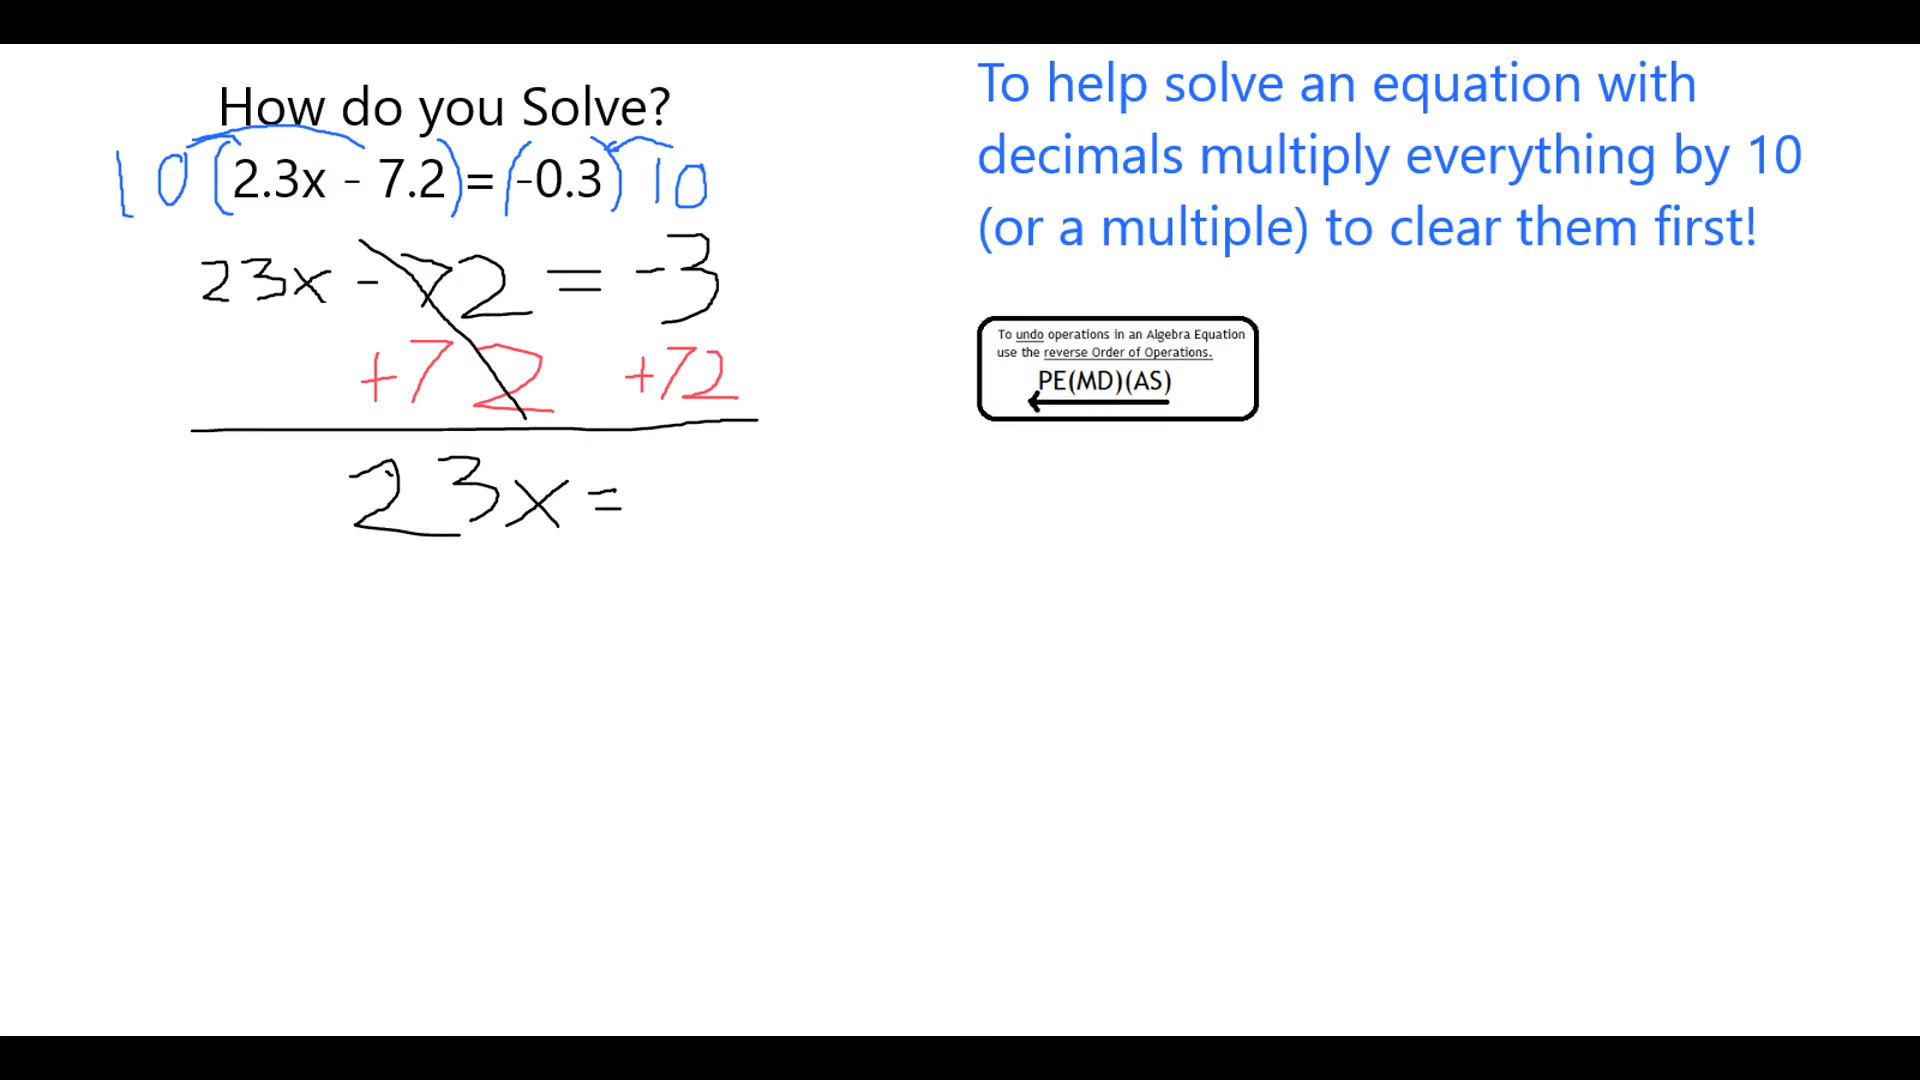 How do you Solve?
10(2.3x - 7.2)=(-0.3)10
23x - 72 = -3
+72 +72
23x =
To help solve an equation with
decimals multiply everything by 10
(or a multiple) to clear them first!
To undo operations in an Algebra Equation
use the reverse Order of Operations.
PE(MD)(AS)